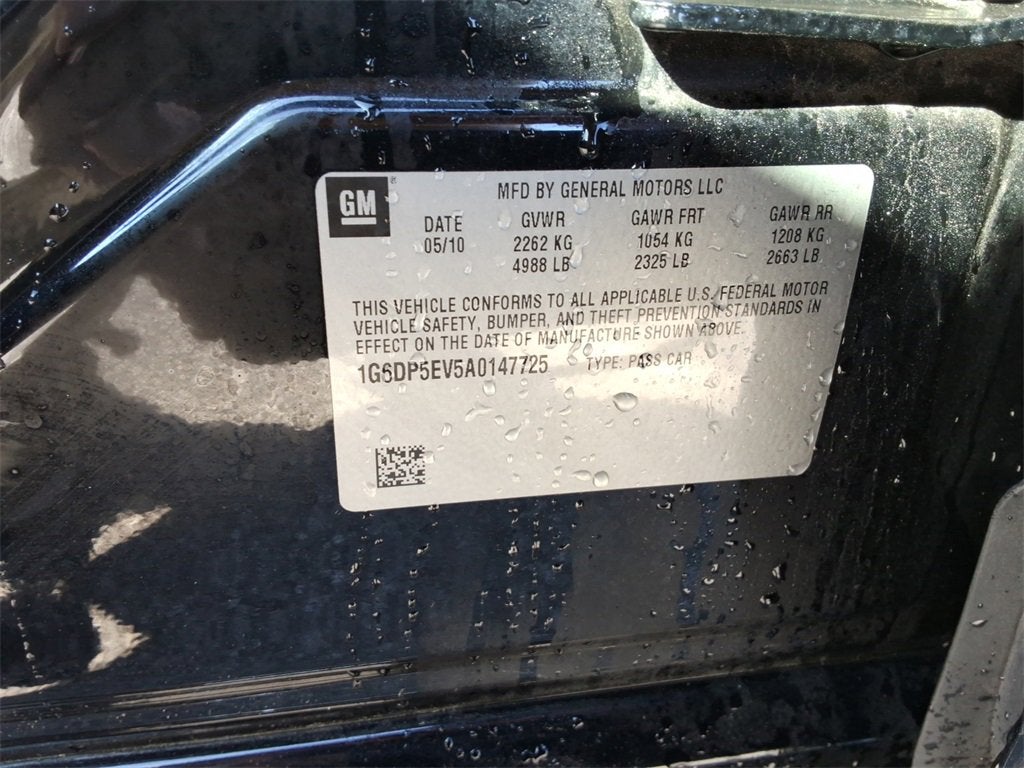 GM
MFD BY GENERAL MOTORS LLC
DATE GVWR GAWR FRT GAWR RR
05/10 2262 KG 1054 KG 1208 KG
4988 LB 2325 LB 2663 LB
THIS VEHICLE CONFORMS TO ALL APPLICABLE U.S. FEDERAL MOTOR
VEHICLE SAFETY, BUMPER, AND THEFT PREVENTION STANDARDS IN
EFFECT ON THE DATE OF MANUFACTURE SHOWN ABOVE.
1G6DP5EV5A0147725 TYPE: PASS CAR